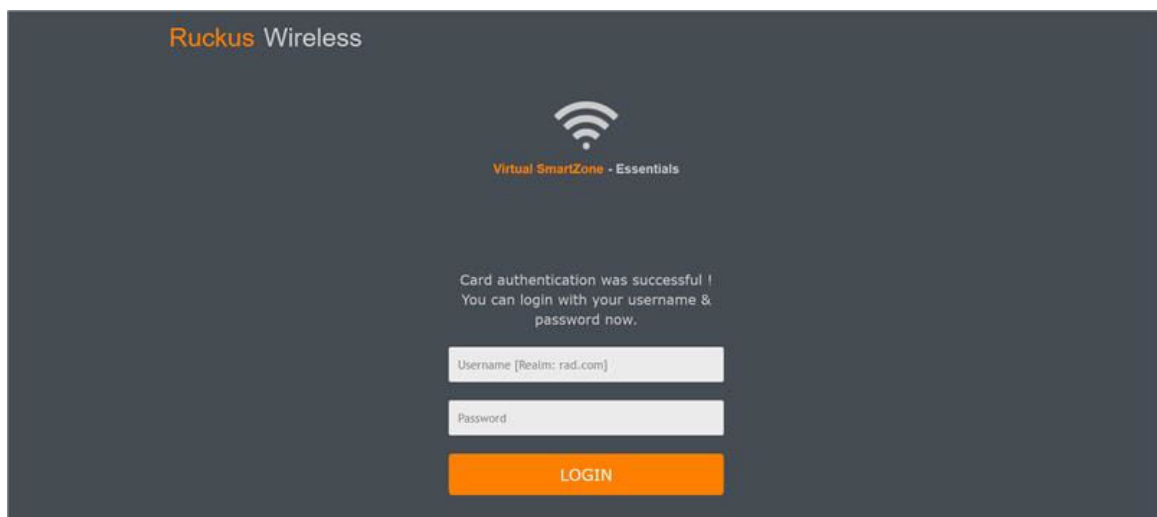 Ruckus Wireless
Virtual SmartZone - Essentials
Card authentication was successful !
You can login with your username &
password now.
Username [Realm: rad.com]
Password
LOGIN